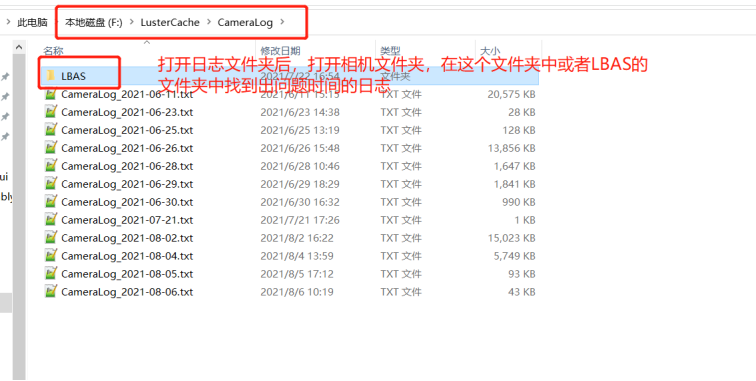 此电脑 > 本地磁盘 (F:) > LusterCache > CameraLog >
名称 修改日期 类型 大小
打开日志文件夹后，打开相机文件夹，在这个文件夹中或者LBAS的
文件夹中找到出问题时间的日志
LBAS 2021/7/22 16:54 文件夹
CameraLog_2021-06-11.txt 2021/6/11 15:15 TXT 文件 20,575 KB
CameraLog_2021-06-23.txt 2021/6/23 14:38 TXT 文件 28 KB
CameraLog_2021-06-25.txt 2021/6/25 13:19 TXT 文件 128 KB
CameraLog_2021-06-26.txt 2021/6/26 15:48 TXT 文件 13,856 KB
CameraLog_2021-06-28.txt 2021/6/28 10:46 TXT 文件 1,647 KB
CameraLog_2021-06-29.txt 2021/6/29 18:29 TXT 文件 1,841 KB
CameraLog_2021-06-30.txt 2021/6/30 16:32 TXT 文件 990 KB
CameraLog_2021-07-21.txt 2021/7/21 17:26 TXT 文件 1 KB
CameraLog_2021-08-02.txt 2021/8/2 16:22 TXT 文件 15,023 KB
CameraLog_2021-08-04.txt 2021/8/4 13:59 TXT 文件 5,749 KB
CameraLog_2021-08-05.txt 2021/8/5 17:12 TXT 文件 93 KB
CameraLog_2021-08-06.txt 2021/8/6 10:19 TXT 文件 43 KB
ui
bly